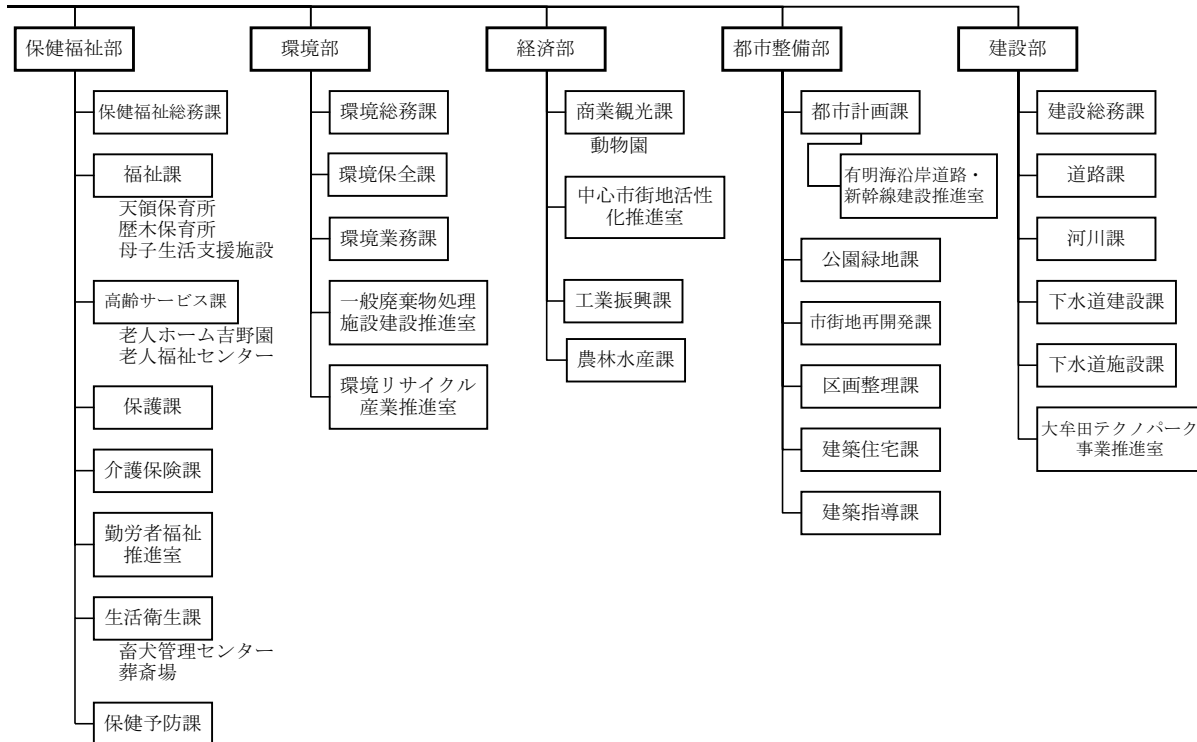 保健福祉部
保健福祉総務課
福祉課
天領保育所
歴木保育所
母子生活支援施設
高齢サービス課
老人ホーム吉野園
老人福祉センター
保護課
介護保険課
勤労者福祉
推進室
生活衛生課
畜犬管理センター
葬斎場
保健予防課
環境部
環境総務課
環境保全課
環境業務課
一般廃棄物処理
施設建設推進室
環境リサイクル
産業推進室
経済部
商業観光課
動物園
中心市街地活性
化推進室
工業振興課
農林水産課
都市整備部
都市計画課
有明海沿岸道路・
新幹線建設推進室
公園緑地課
市街地再開発課
区画整理課
建築住宅課
建築指導課
建設部
建設総務課
道路課
河川課
下水道建設課
下水道施設課
大牟田テクノパーク
事業推進室